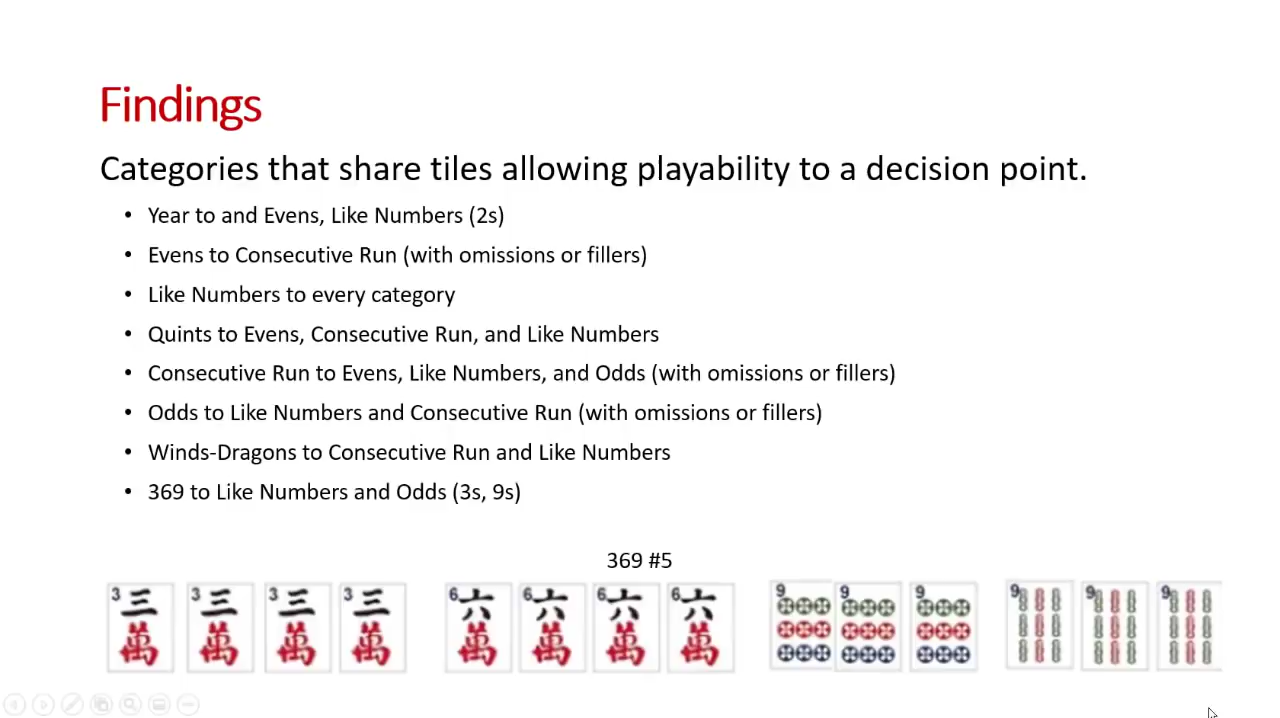 Findings
Categories that share tiles allowing playability to a decision point.
• Year to and Evens, Like Numbers (2s)
• Evens to Consecutive Run (with omissions or fillers)
• Like Numbers to every category
• Quints to Evens, Consecutive Run, and Like Numbers
• Consecutive Run to Evens, Like Numbers, and Odds (with omissions or fillers)
• Odds to Like Numbers and Consecutive Run (with omissions or fillers)
• Winds-Dragons to Consecutive Run and Like Numbers
• 369 to Like Numbers and Odds (3s, 9s)
369 #5
3 3 3 3 6 6 6 6 9 9 9 9 9 9
三 三 三 三 六 六 六 六
萬 萬 萬 萬 萬 萬 萬 萬